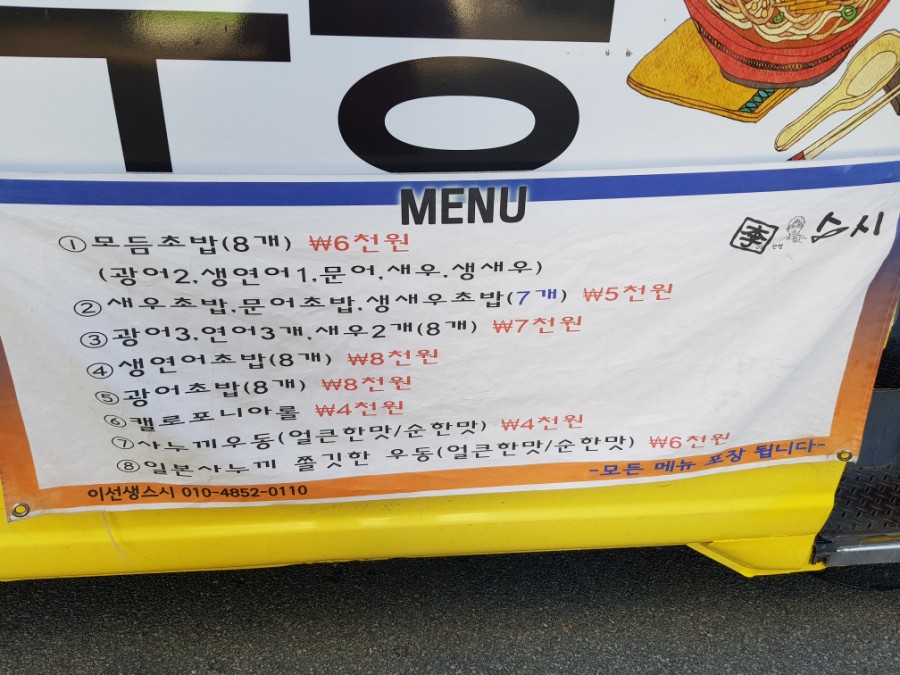 우동
MENU
李 스시
①모듬초밥(8개) ₩6천원
(광어2.생연어1.문어.새우.생새우)
②새우초밥.문어초밥.생새우초밥(7개) ₩5천원
③광어3.연어3개.새우2개(8개) ₩7천원
④생연어초밥(8개) ₩8천원
⑤광어초밥(8개) ₩8천원
⑥캘로포니아롤 ₩4천원
⑦사누끼우동(얼큰한맛/순한맛) ₩4천원
⑧일본사누끼 쫄깃한 우동(얼큰한맛/순한맛) ₩6천원
-모든 메뉴 포장 됩니다-
이선생스시 010-4852-0110